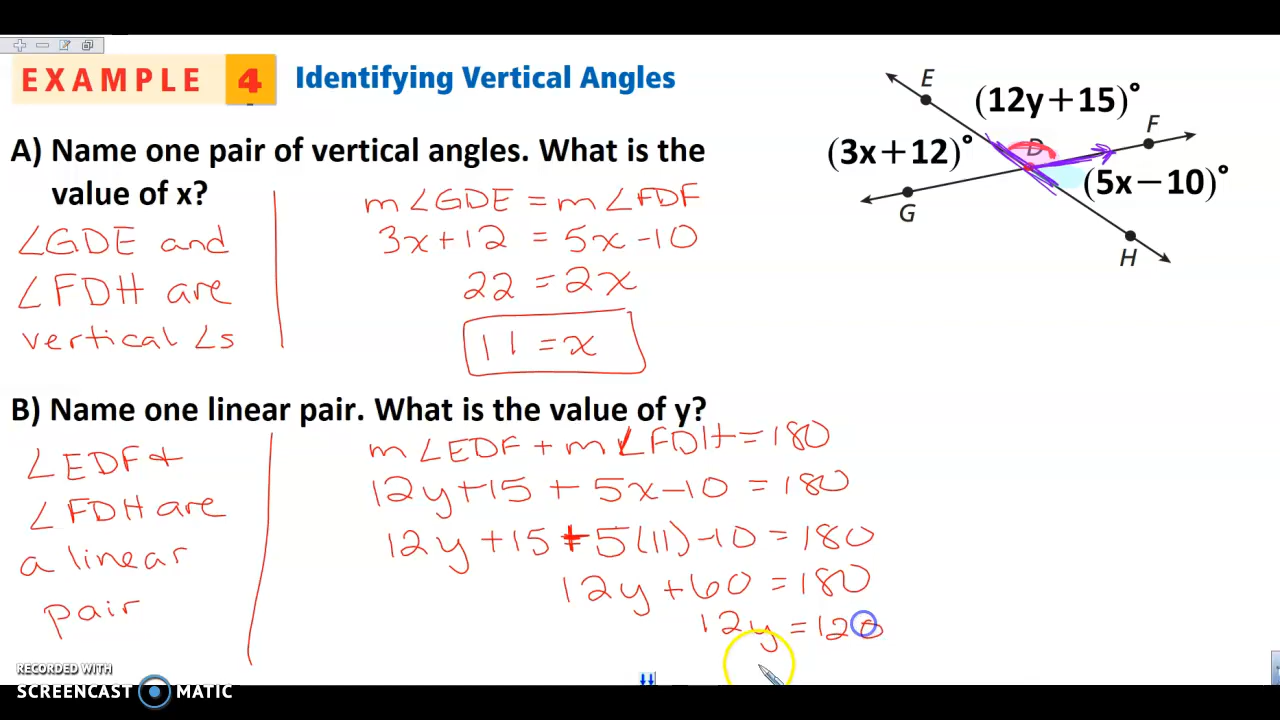 EXAMPLE 4 Identifying Vertical Angles
A) Name one pair of vertical angles. What is the
value of x?
∠GDE and
∠FDH are
vertical ∠s
m∠GDE = m∠FDF
3x+12 = 5x-10
22 = 2x
11 = x
E
(12y+15)°
F
(3x+12)°
D
(5x−10)°
G
H
B) Name one linear pair. What is the value of y?
∠EDF +
∠FDH are
a linear
pair
m∠EDF + m∠FDH = 180
12y+15 + 5x-10 = 180
12y+15 + 5(11)-10 = 180
12y+60 = 180
12y = 120
RECORDED WITH
SCREENCAST MATIC